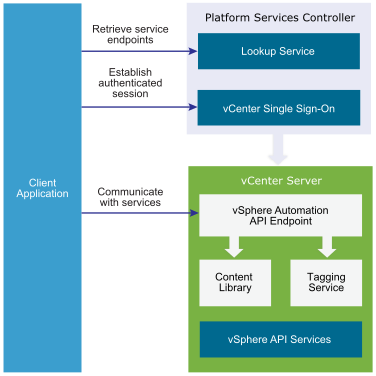 Platform Services Controller
Retrieve service
endpoints
Lookup Service
Establish
authenticated
session
vCenter Single Sign-On
Client
Application
vCenter Server
Communicate
with services
vSphere Automation
API Endpoint
Content
Library
Tagging
Service
vSphere API Services